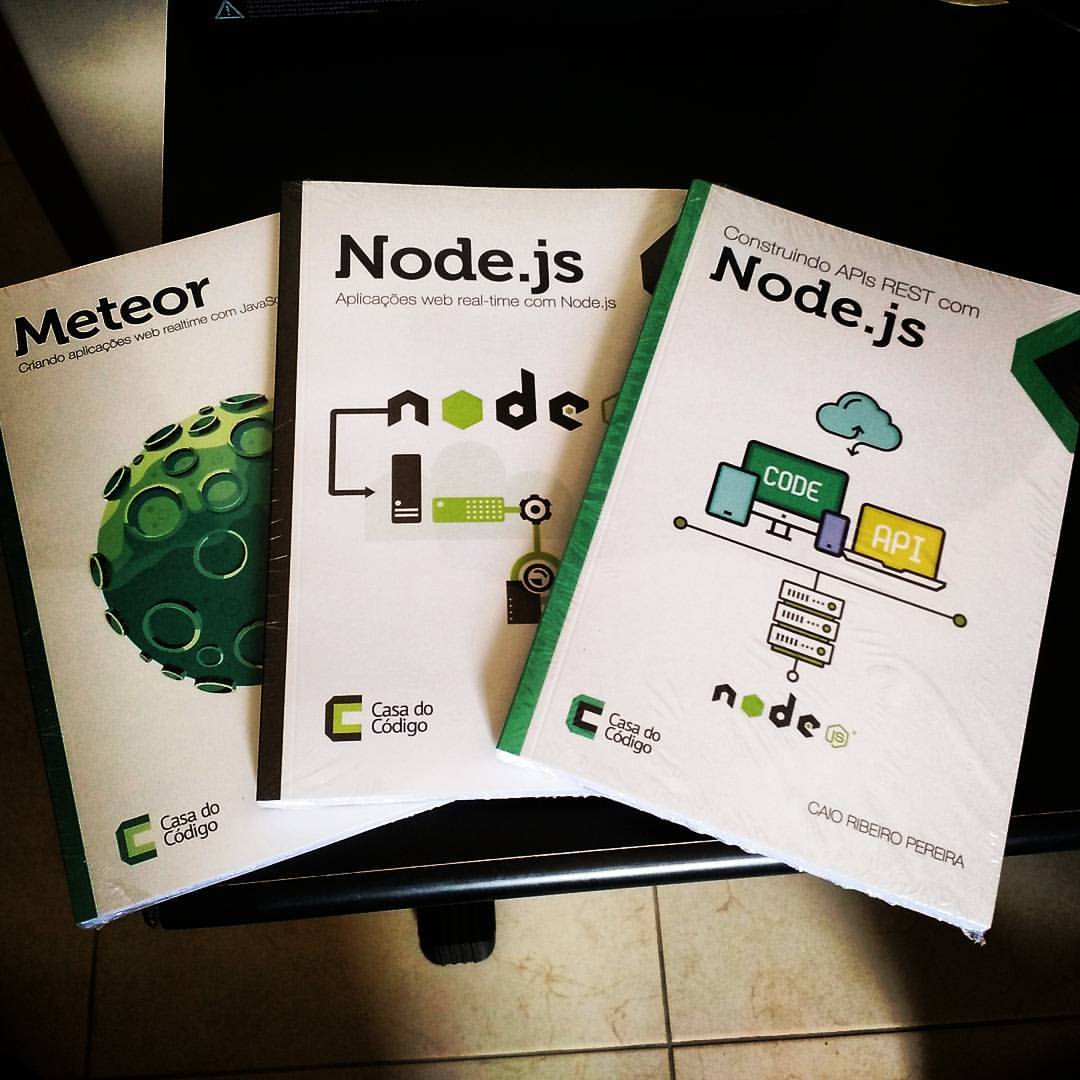 Meteor
Criando aplicações web realtime com
Casa do
Código
Node.js
Aplicações web real-time com Node.js
node
Casa do
Código
Construindo APIs REST com
Node.js
CODE
API
node
JS
Casa do
Código
CAIO RIBEIRO PEREIRA